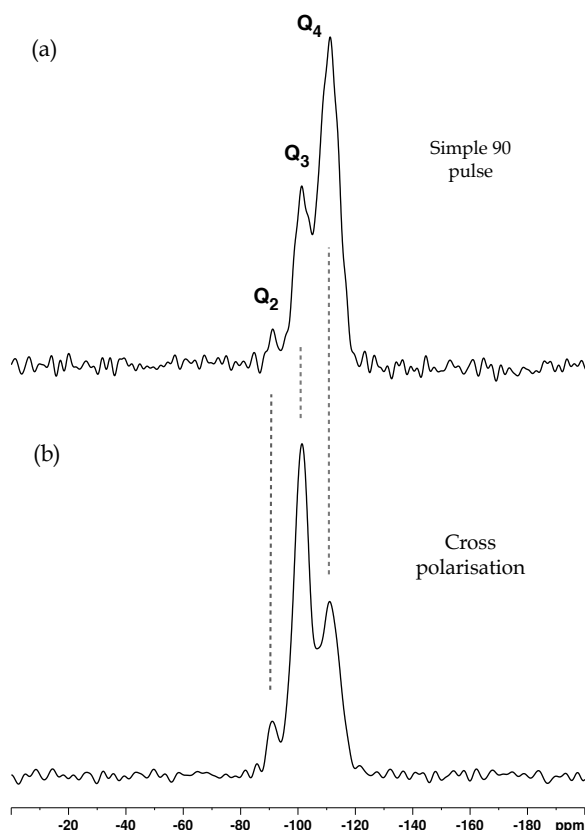 Q4
(a)
Simple 90
pulse
Q3
Q2
(b)
Cross
polarisation
-20 -40 -60 -80 -100 -120 -140 -160 -180 ppm